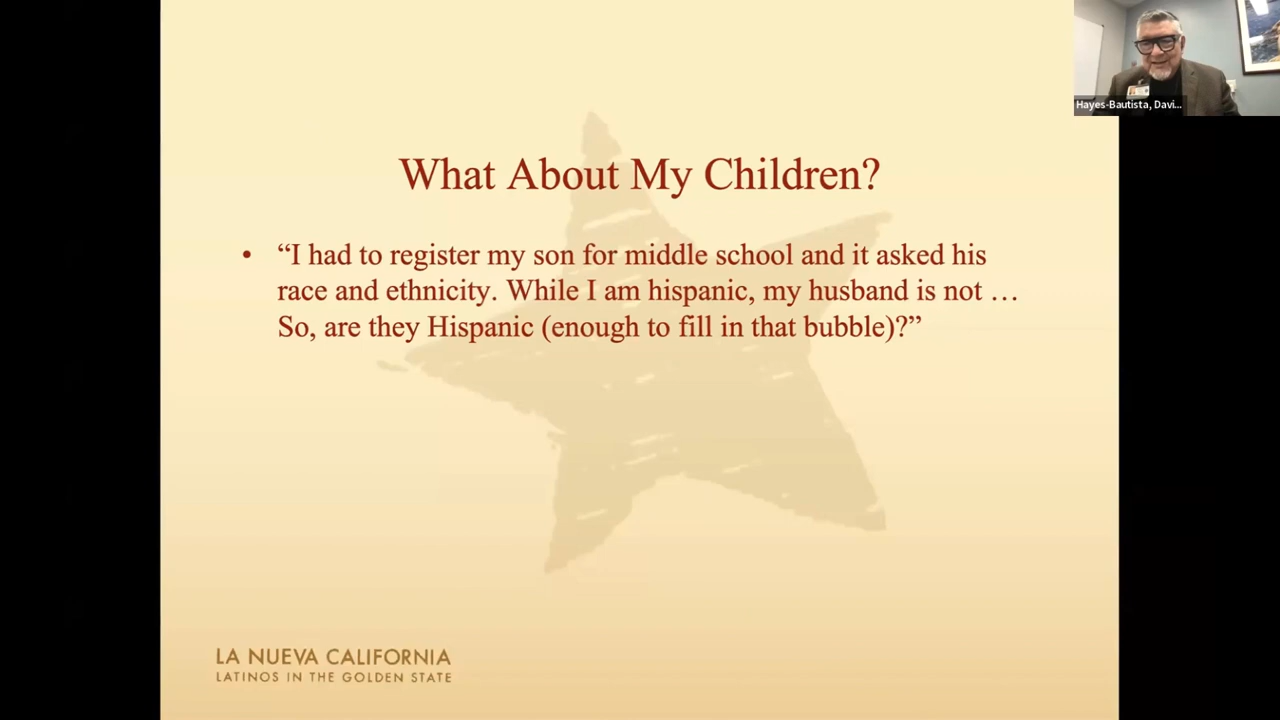 Hayes-Bautista, Davi...
What About My Children?
• “I had to register my son for middle school and it asked his
race and ethnicity. While I am hispanic, my husband is not …
So, are they Hispanic (enough to fill in that bubble)?”
LA NUEVA CALIFORNIA
LATINOS IN THE GOLDEN STATE